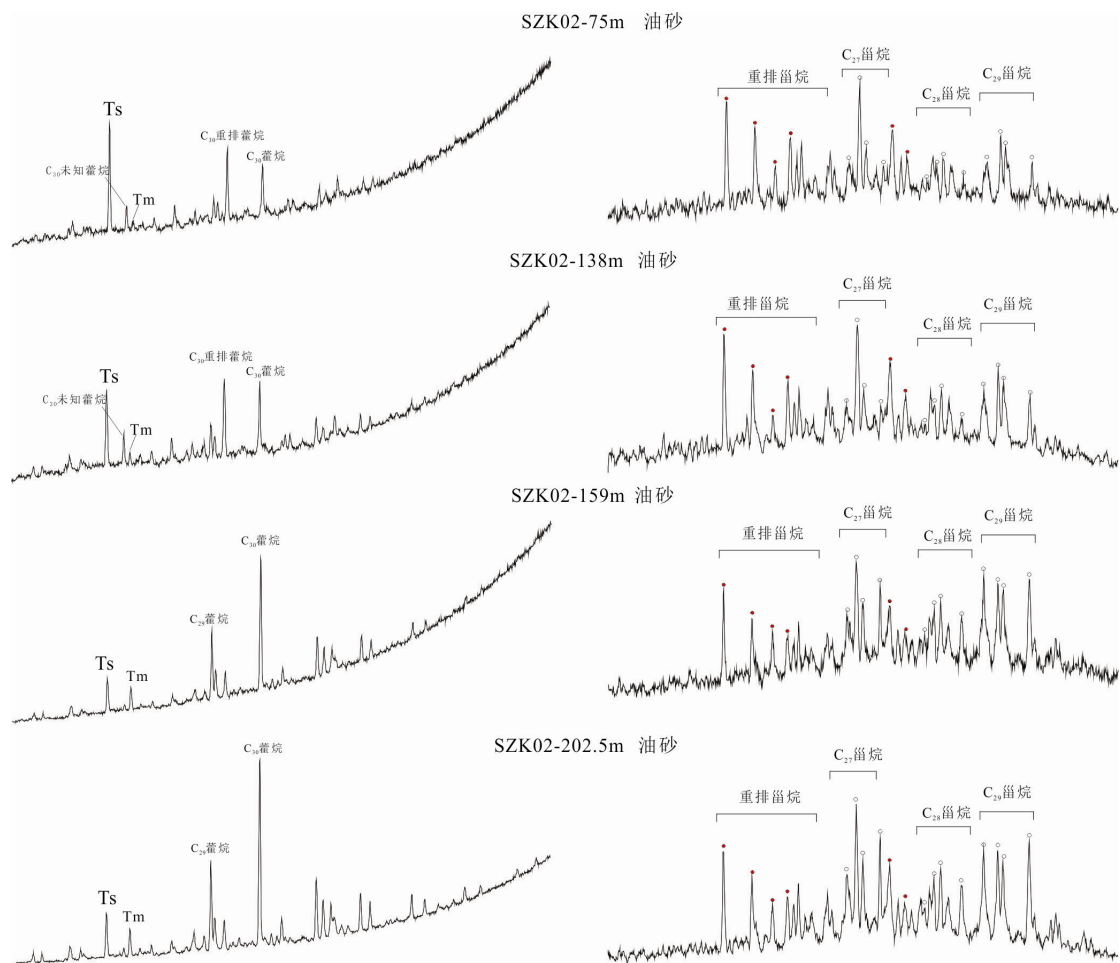 SZK02-75m 油砂
Ts
C₃₀未知藿烷
Tm
C₃₀重排藿烷
C₃₀藿烷
重排甾烷
C₂₇甾烷
C₂₈甾烷
C₂₉甾烷
SZK02-138m 油砂
Ts
C₂₀未知藿烷
Tm
C₃₀重排藿烷
C₃₀藿烷
重排甾烷
C₂₇甾烷
C₂₈甾烷
C₂₉甾烷
SZK02-159m 油砂
Ts
Tm
C₂₉藿烷
C₃₀藿烷
重排甾烷
C₂₇甾烷
C₂₈甾烷
C₂₉甾烷
SZK02-202.5m 油砂
Ts
Tm
C₂₉藿烷
C₃₀藿烷
重排甾烷
C₂₇甾烷
C₂₈甾烷
C₂₉甾烷